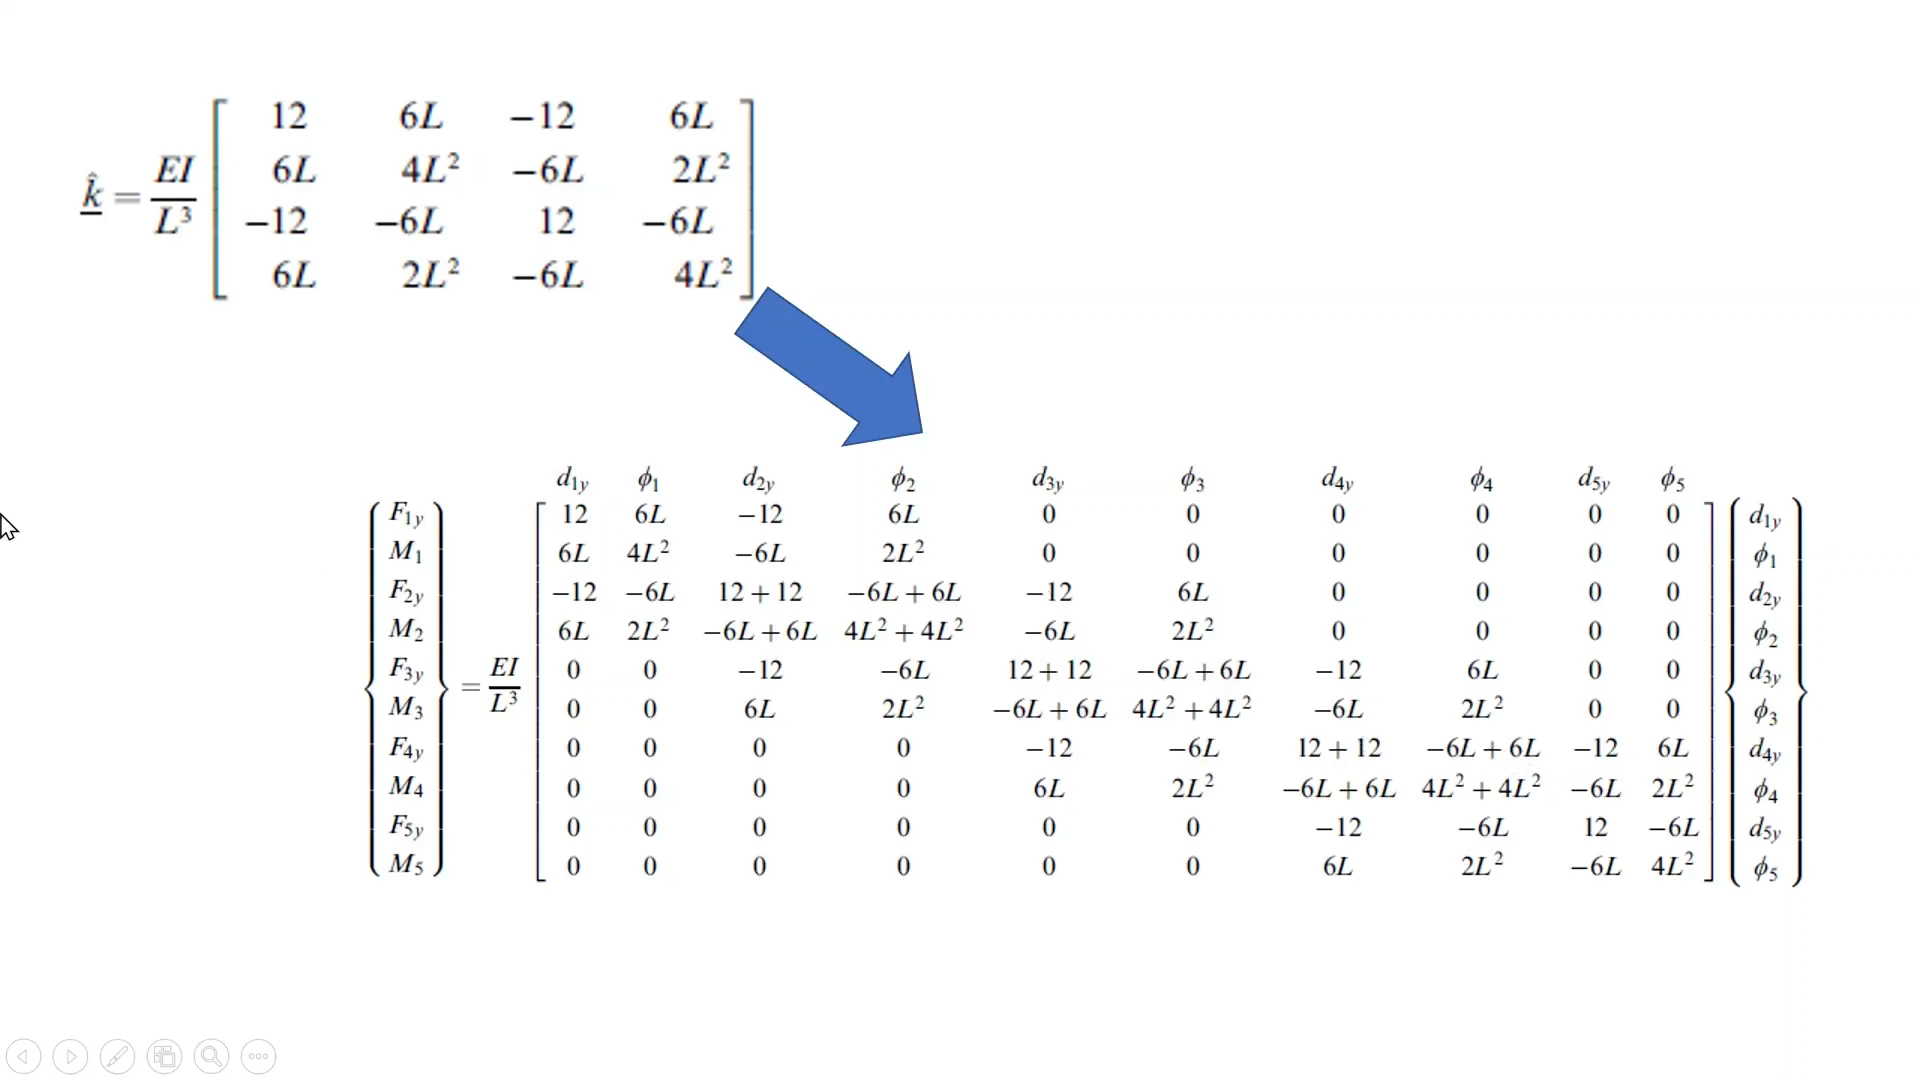 12 6L −12 6L
6L 4L² −6L 2L²
k̂ = EI/L³
−12 −6L 12 −6L
6L 2L² −6L 4L²
d1y ϕ1 d2y ϕ2 d3y ϕ3 d4y ϕ4 d5y ϕ5
F1y 12 6L −12 6L 0 0 0 0 0 0 d1y
M1 6L 4L² −6L 2L² 0 0 0 0 0 0 ϕ1
F2y −12 −6L 12 + 12 −6L + 6L −12 6L 0 0 0 0 d2y
M2 6L 2L² −6L + 6L 4L² + 4L² −6L 2L² 0 0 0 0 ϕ2
F3y 0 0 −12 −6L 12 + 12 −6L + 6L −12 6L 0 0 d3y
= EI/L³
M3 0 0 6L 2L² −6L + 6L 4L² + 4L² −6L 2L² 0 0 ϕ3
F4y 0 0 0 0 −12 −6L 12 + 12 −6L + 6L −12 6L d4y
M4 0 0 0 0 6L 2L² −6L + 6L 4L² + 4L² −6L 2L² ϕ4
F5y 0 0 0 0 0 0 −12 −6L 12 −6L d5y
M5 0 0 0 0 0 0 6L 2L² −6L 4L² ϕ5